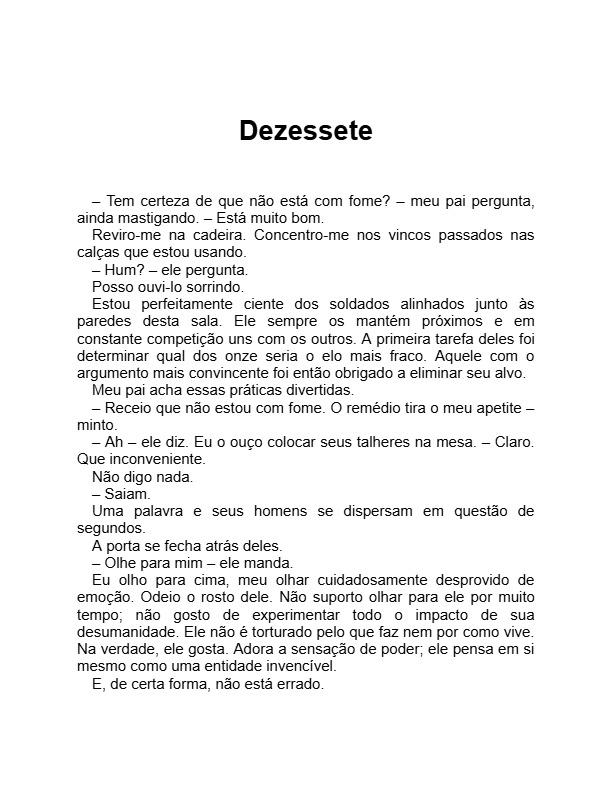 Dezessete
– Tem certeza de que não está com fome? – meu pai pergunta,
ainda mastigando. – Está muito bom.
Reviro-me na cadeira. Concentro-me nos vincos passados nas
calças que estou usando.
– Hum? – ele pergunta.
Posso ouvi-lo sorrindo.
Estou perfeitamente ciente dos soldados alinhados junto às
paredes desta sala. Ele sempre os mantém próximos e em
constante competição uns com os outros. A primeira tarefa deles foi
determinar qual dos onze seria o elo mais fraco. Aquele com o
argumento mais convincente foi então obrigado a eliminar seu alvo.
Meu pai acha essas práticas divertidas.
– Receio que não estou com fome. O remédio tira o meu apetite –
minto.
– Ah – ele diz. Eu o ouço colocar seus talheres na mesa. – Claro.
Que inconveniente.
Não digo nada.
– Saiam.
Uma palavra e seus homens se dispersam em questão de
segundos.
A porta se fecha atrás deles.
– Olhe para mim – ele manda.
Eu olho para cima, meu olhar cuidadosamente desprovido de
emoção. Odeio o rosto dele. Não suporto olhar para ele por muito
tempo; não gosto de experimentar todo o impacto de sua
desumanidade. Ele não é torturado pelo que faz nem por como vive.
Na verdade, ele gosta. Adora a sensação de poder; ele pensa em si
mesmo como uma entidade invencível.
E, de certa forma, não está errado.